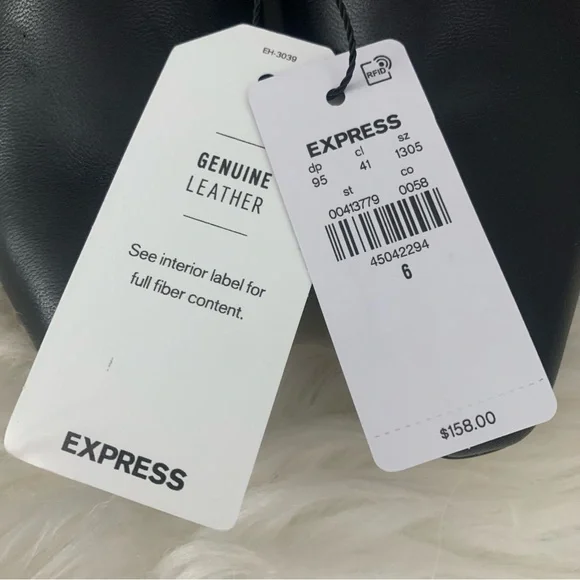 EH-3039
GENUINE
LEATHER
See interior label for
full fiber content.
EXPRESS
RFID
EXPRESS
dp cl sz
95 41 1305
st co
00413779 0058
45042294
6
$158.00